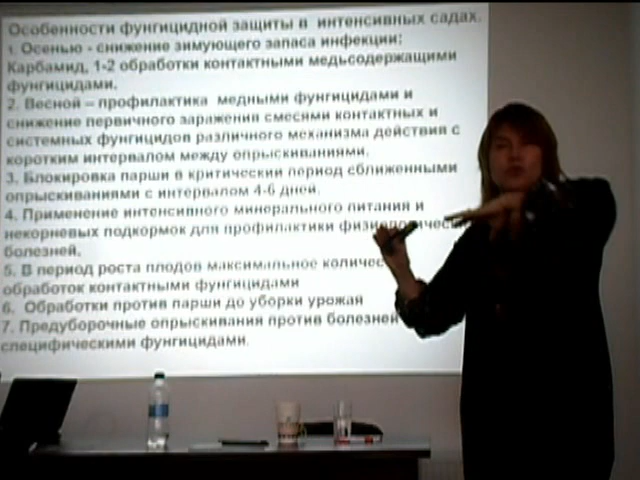 Особенности фунгицидной защиты в интенсивных садах.
1. Осенью - снижение зимующего запаса инфекции:
Карбамид, 1-2 обработки контактными медьсодержащими
фунгицидами.
2. Весной – профилактика медными фунгицидами и
снижение первичного заражения смесями контактных и
системных фунгицидов различного механизма действия с
коротким интервалом между опрыскиваниями.
3. Блокировка парши в критический период сближенными
опрыскиваниями с интервалом 4-6 дней.
4. Применение интенсивного минерального питания и
некорневых подкормок для профилактики
болезней.
5. В период роста плодов максимальное
обработок контактными фунгицидами
6. Обработки против парши до уборки урожая
7. Предуборочные опрыскивания против болезней
специфическими фунгицидами.